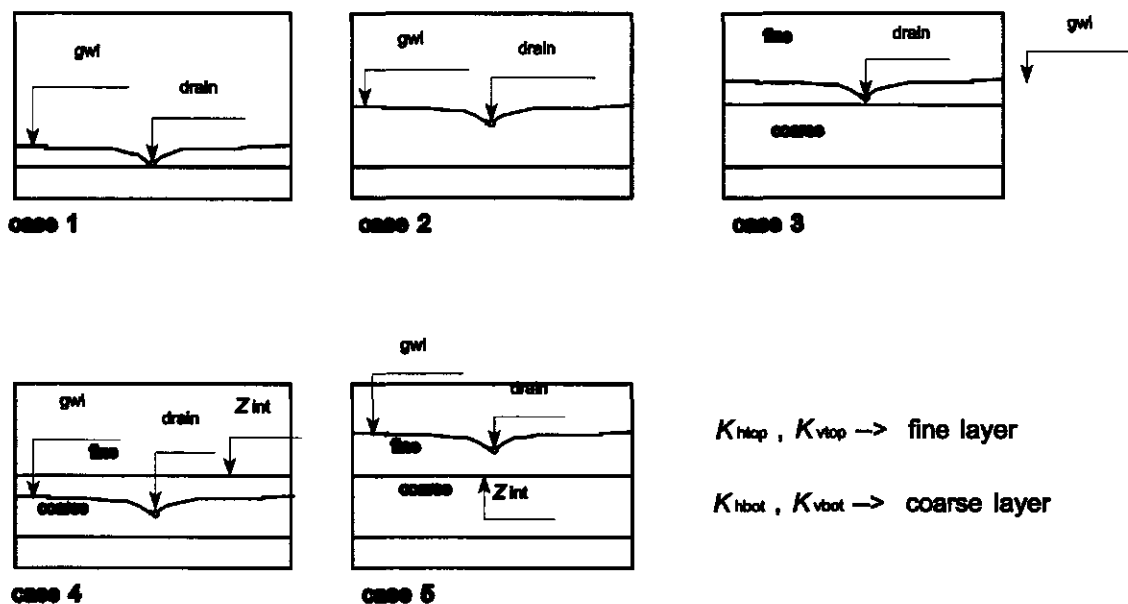 gwl
drain
case 1
gwl
drain
case 2
fine
drain
gwl
coarse
case 3
gwl
drain
Z int
fine
coarse
case 4
gwl
drain
fine
coarse
Z int
case 5
K htop , K vtop —> fine layer
K hbot , K vbot —> coarse layer